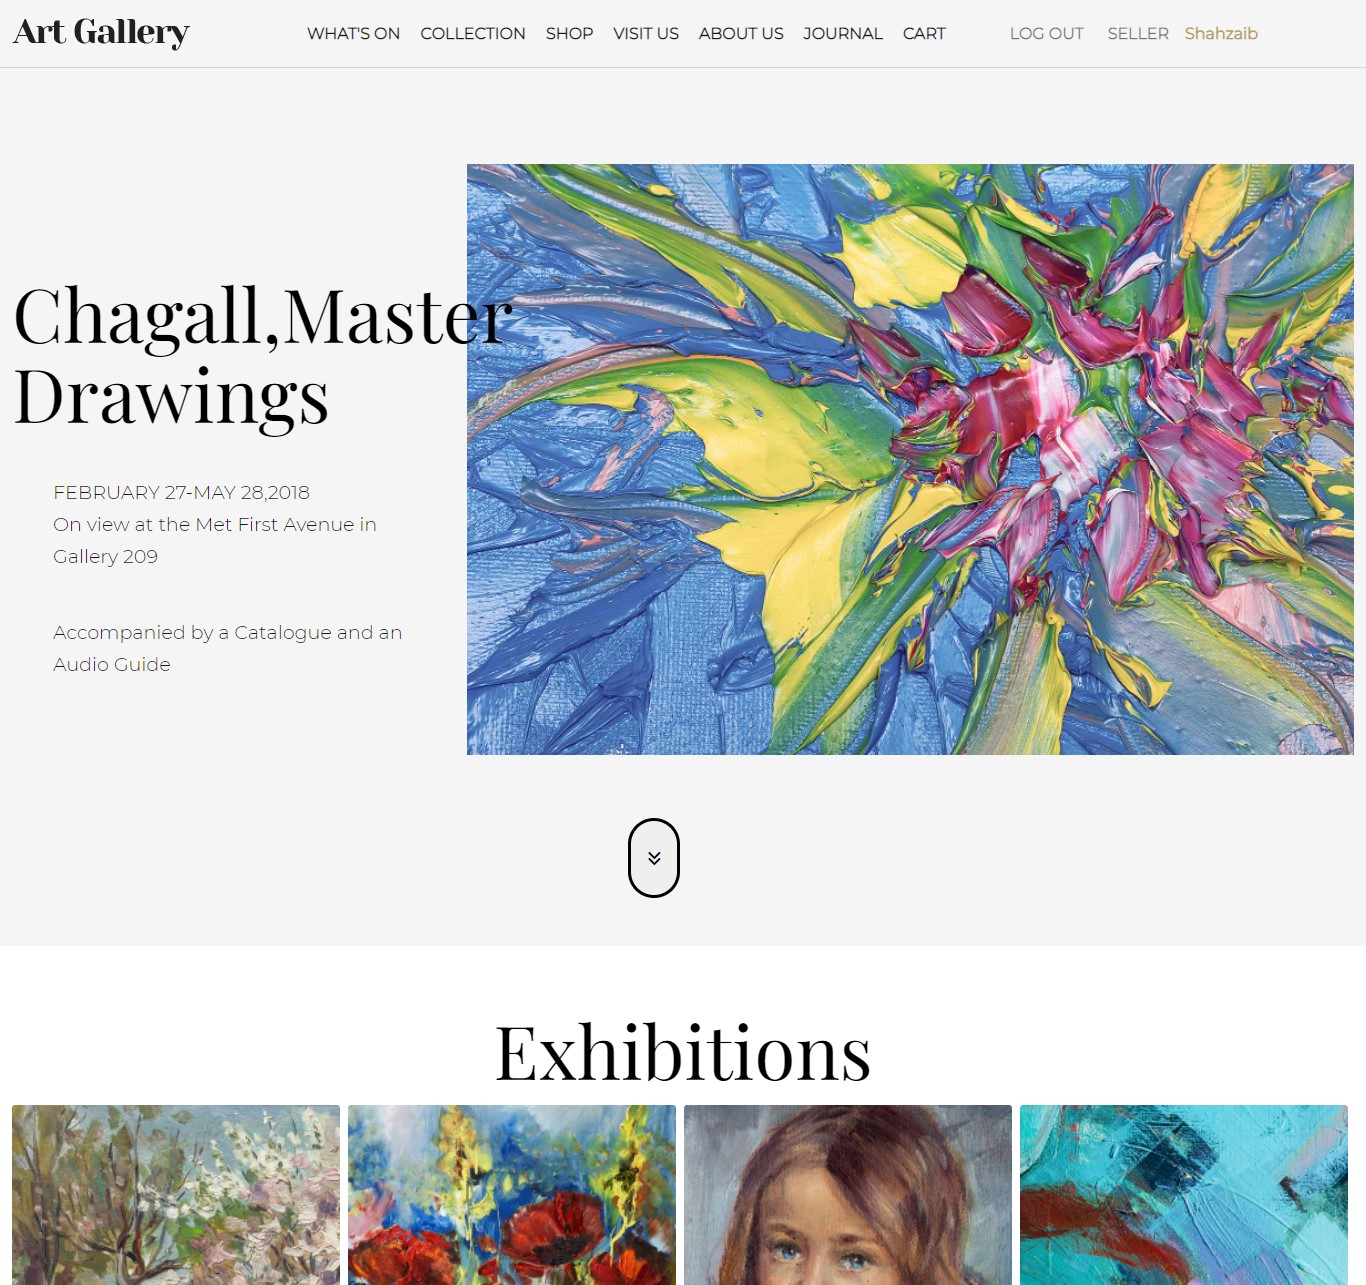 Art Gallery
WHAT'S ON COLLECTION SHOP VISIT US ABOUT US JOURNAL CART LOG OUT SELLER Shahzaib
Chagall,Master
Drawings
FEBRUARY 27-MAY 28,2018
On view at the Met First Avenue in
Gallery 209
Accompanied by a Catalogue and an
Audio Guide
Exhibitions